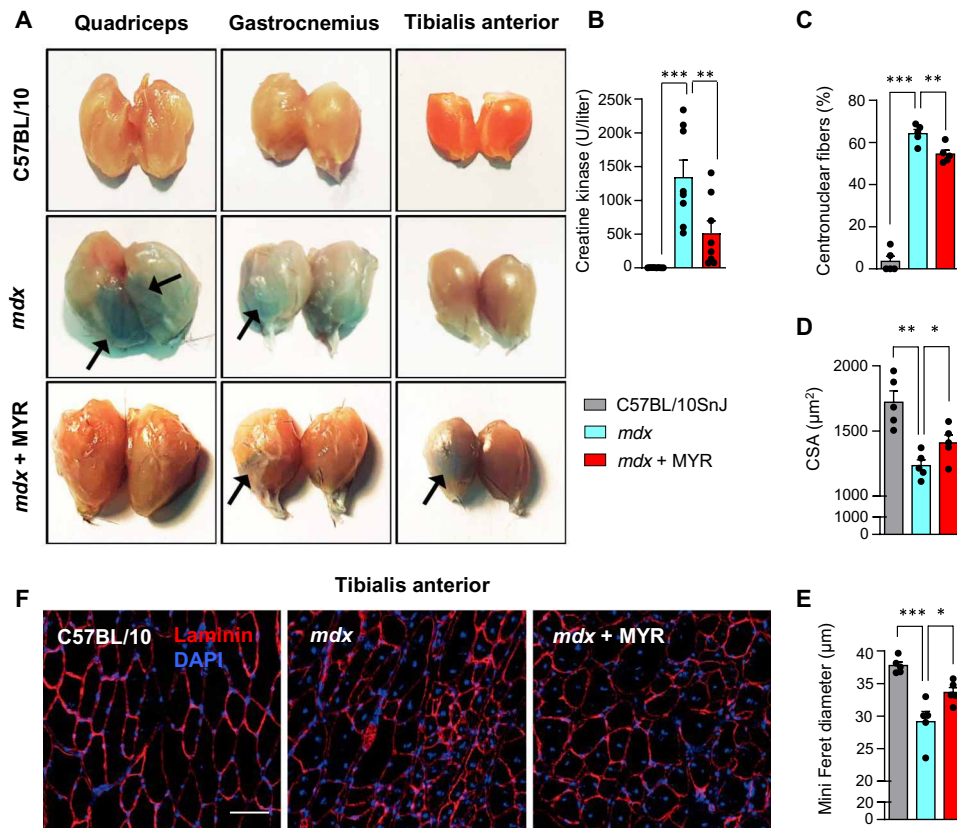 A
Quadriceps
Gastrocnemius
Tibialis anterior
C57BL/10
mdx
mdx + MYR
B
***
**
Creatine kinase (U/liter)
250k
200k
150k
100k
50k
0
C
***
**
Centronuclear fibers (%)
80
60
40
20
0
C57BL/10SnJ
mdx
mdx + MYR
D
**
*
CSA (µm²)
2000
1500
1000
1000
0
E
***
*
Mini Feret diameter (µm)
40
35
30
25
20
20
0
F
Tibialis anterior
C57BL/10
Laminin
DAPI
mdx
mdx + MYR